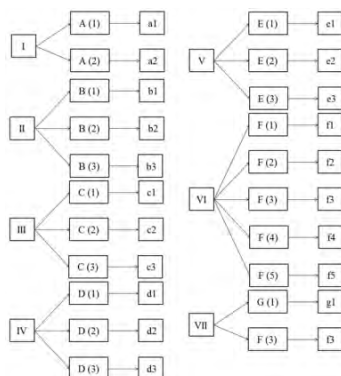 I
A (1)
a1
A (2)
a2
II
B (1)
b1
B (2)
b2
B (3)
b3
III
C (1)
c1
C (2)
c2
C (3)
c3
IV
D (1)
d1
D (2)
d2
D (3)
d3
V
E (1)
e1
E (2)
e2
E (3)
e3
VI
F (1)
f1
F (2)
f2
F (3)
f3
F (4)
f4
F (5)
f5
VII
G (1)
g1
F (3)
f3